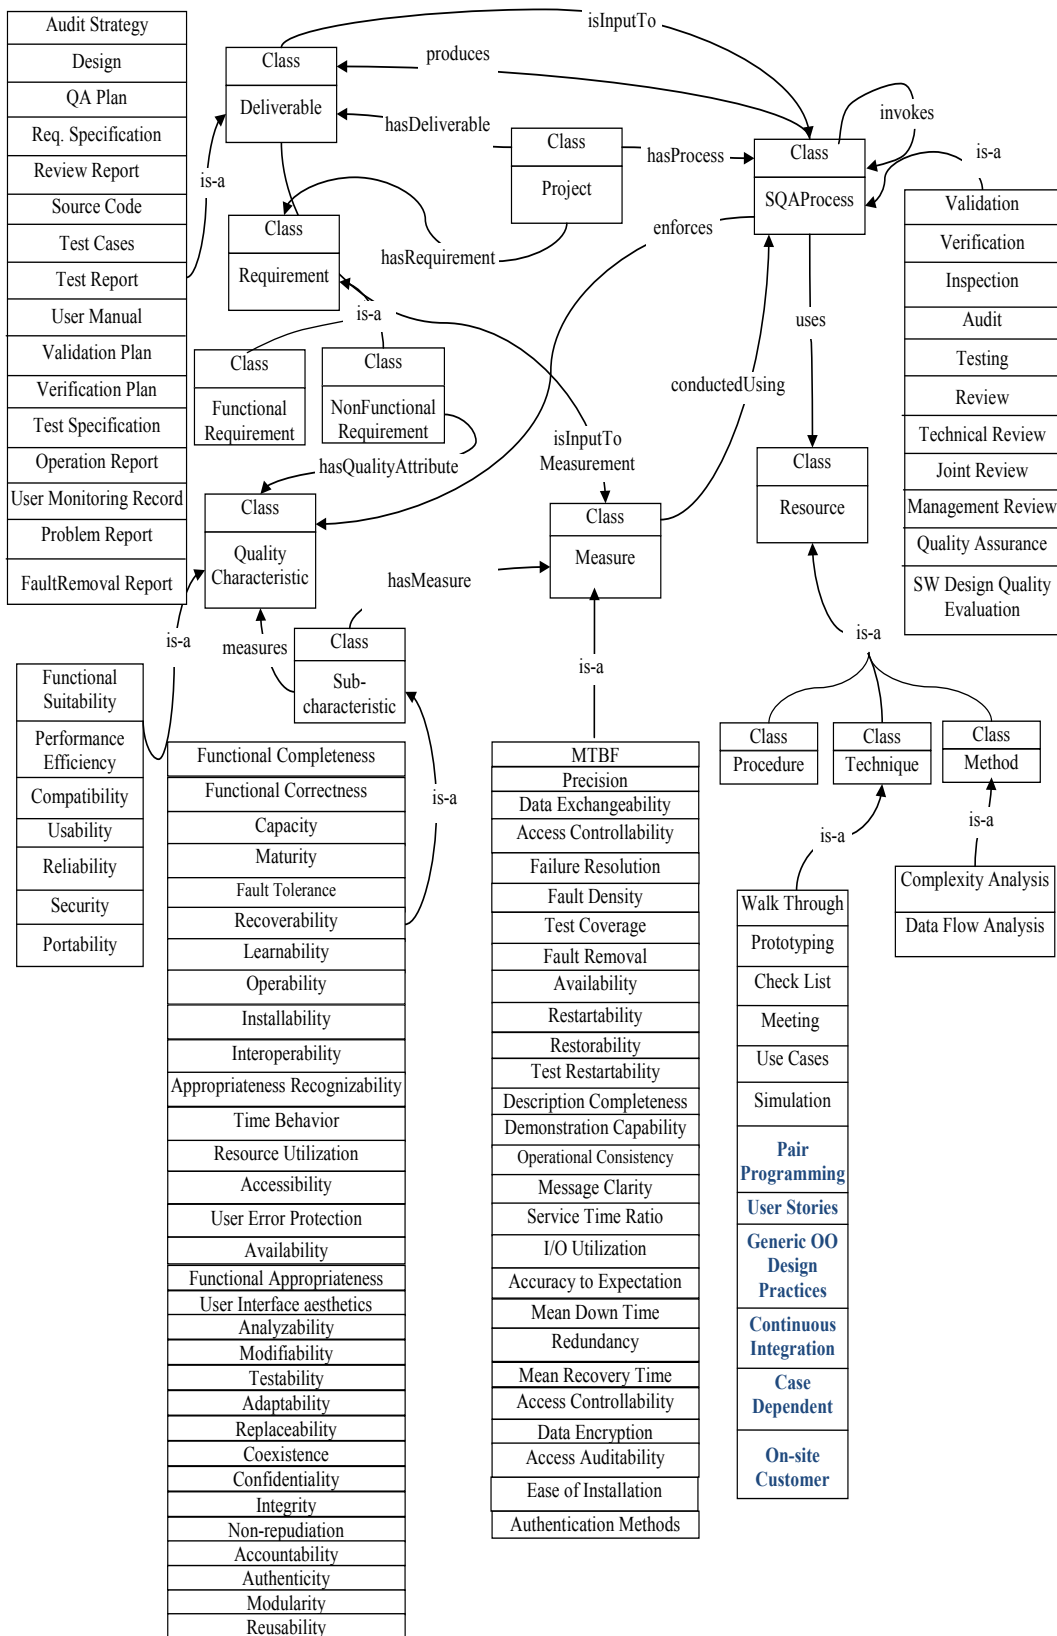 Audit Strategy
Design
QA Plan
Req. Specification
Review Report
Source Code
Test Cases
Test Report
User Manual
Validation Plan
Verification Plan
Test Specification
Operation Report
User Monitoring Record
Problem Report
FaultRemoval Report
is-a
Class
Deliverable
isInputTo
produces
hasDeliverable
Class
Project
hasProcess
Class
SQAProcess
invokes
is-a
Validation
Verification
Inspection
Audit
Testing
Review
Technical Review
Joint Review
Management Review
Quality Assurance
SW Design Quality
Evaluation
Class
Requirement
hasRequirement
enforces
uses
is-a
Class
Functional
Requirement
Class
NonFunctional
Requirement
conductedUsing
isInputTo
Measurement
hasQualityAttribute
Class
Quality
Characteristic
Class
Measure
Class
Resource
hasMeasure
is-a
measures
Class
Sub-
characteristic
is-a
is-a
Functional
Suitability
Performance
Efficiency
Compatibility
Usability
Reliability
Security
Portability
is-a
Functional Completeness
Functional Correctness
Capacity
Maturity
Fault Tolerance
Recoverability
Learnability
Operability
Installability
Interoperability
Appropriateness Recognizability
Time Behavior
Resource Utilization
Accessibility
User Error Protection
Availability
Functional Appropriateness
User Interface aesthetics
Analyzability
Modifiability
Testability
Adaptability
Replaceability
Coexistence
Confidentiality
Integrity
Non-repudiation
Accountability
Authenticity
Modularity
Reusability
MTBF
Precision
Data Exchangeability
Access Controllability
Failure Resolution
Fault Density
Test Coverage
Fault Removal
Availability
Restartability
Restorability
Test Restartability
Description Completeness
Demonstration Capability
Operational Consistency
Message Clarity
Service Time Ratio
I/O Utilization
Accuracy to Expectation
Mean Down Time
Redundancy
Mean Recovery Time
Access Controllability
Data Encryption
Access Auditability
Ease of Installation
Authentication Methods
Class
Procedure
Class
Technique
Class
Method
is-a
is-a
Walk Through
Prototyping
Check List
Meeting
Use Cases
Simulation
Pair
Programming
User Stories
Generic OO
Design
Practices
Continuous
Integration
Case
Dependent
On-site
Customer
Complexity Analysis
Data Flow Analysis